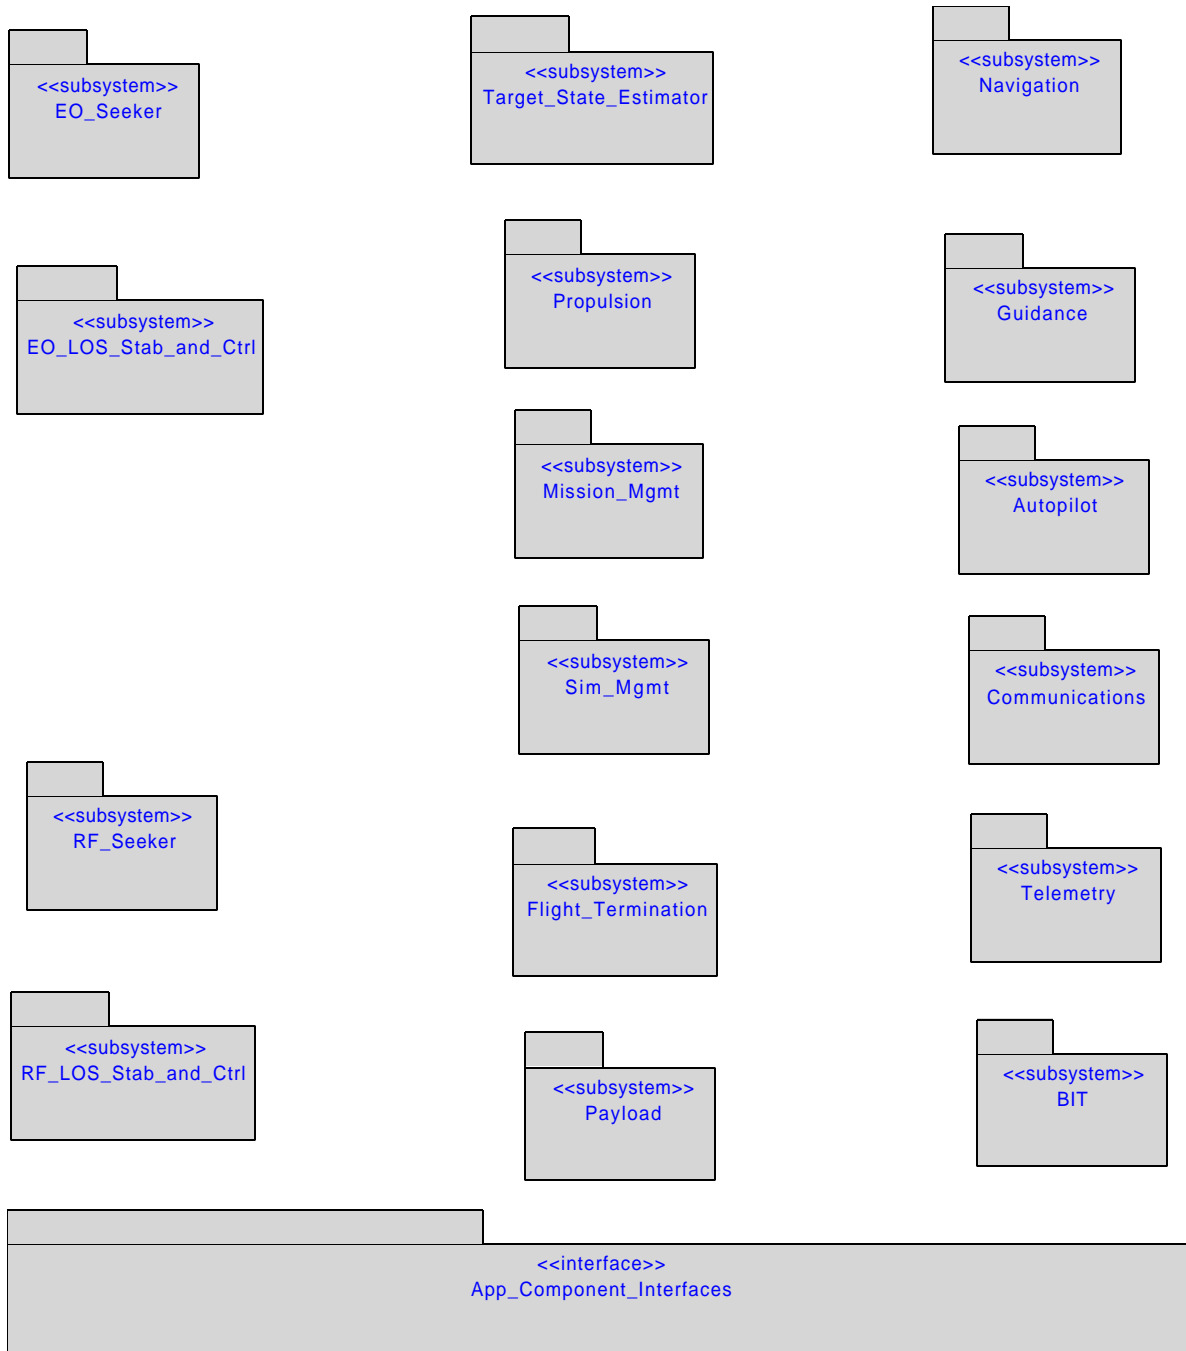 <<subsystem>>
EO_Seeker
<<subsystem>>
Target_State_Estimator
<<subsystem>>
Navigation
<<subsystem>>
EO_LOS_Stab_and_Ctrl
<<subsystem>>
Propulsion
<<subsystem>>
Guidance
<<subsystem>>
Mission_Mgmt
<<subsystem>>
Autopilot
<<subsystem>>
Sim_Mgmt
<<subsystem>>
Communications
<<subsystem>>
RF_Seeker
<<subsystem>>
Flight_Termination
<<subsystem>>
Telemetry
<<subsystem>>
RF_LOS_Stab_and_Ctrl
<<subsystem>>
Payload
<<subsystem>>
BIT
<<interface>>
App_Component_Interfaces